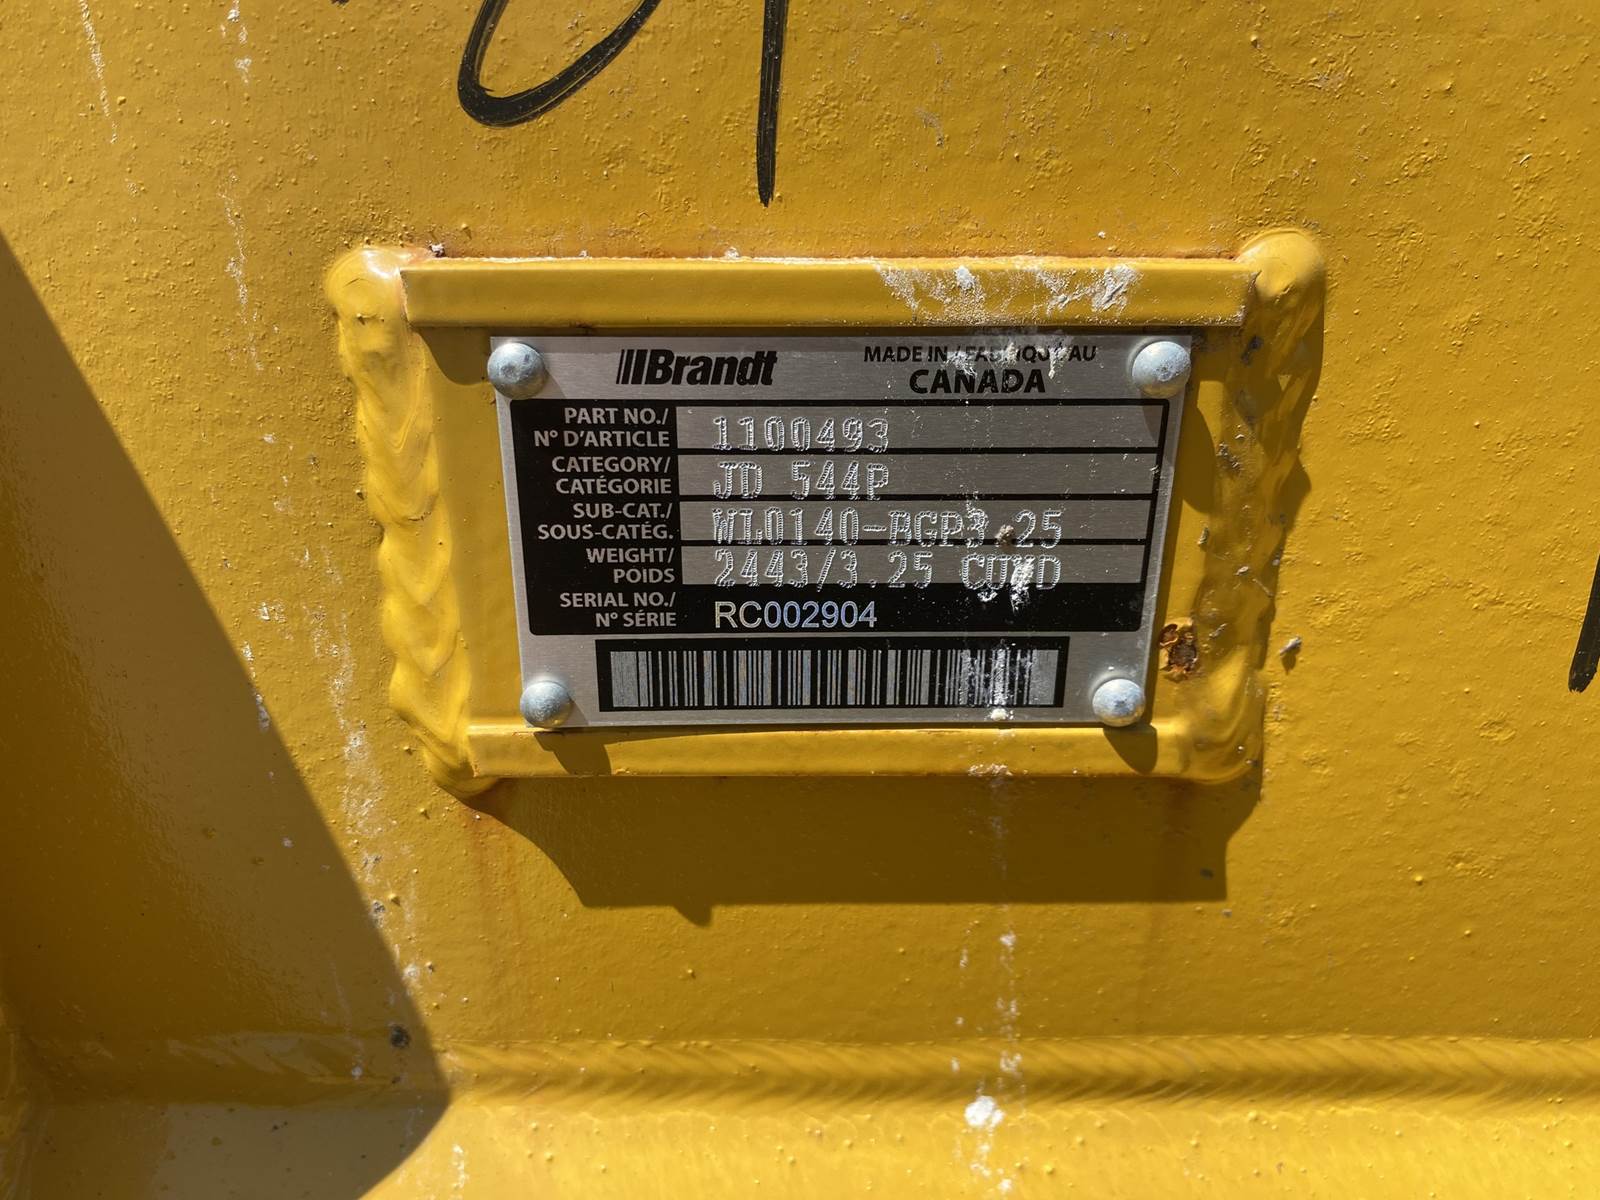 Brandt
MADE IN / FABRIQUÉ AU
CANADA
PART NO./
N° D'ARTICLE
1100493
CATEGORY/
CATÉGORIE
JD 544P
SUB-CAT./
SOUS-CATÉG.
WL0140-BGP3.25
WEIGHT/
POIDS
2443/3.25 CUYD
SERIAL NO./
N° SÉRIE
RC002904